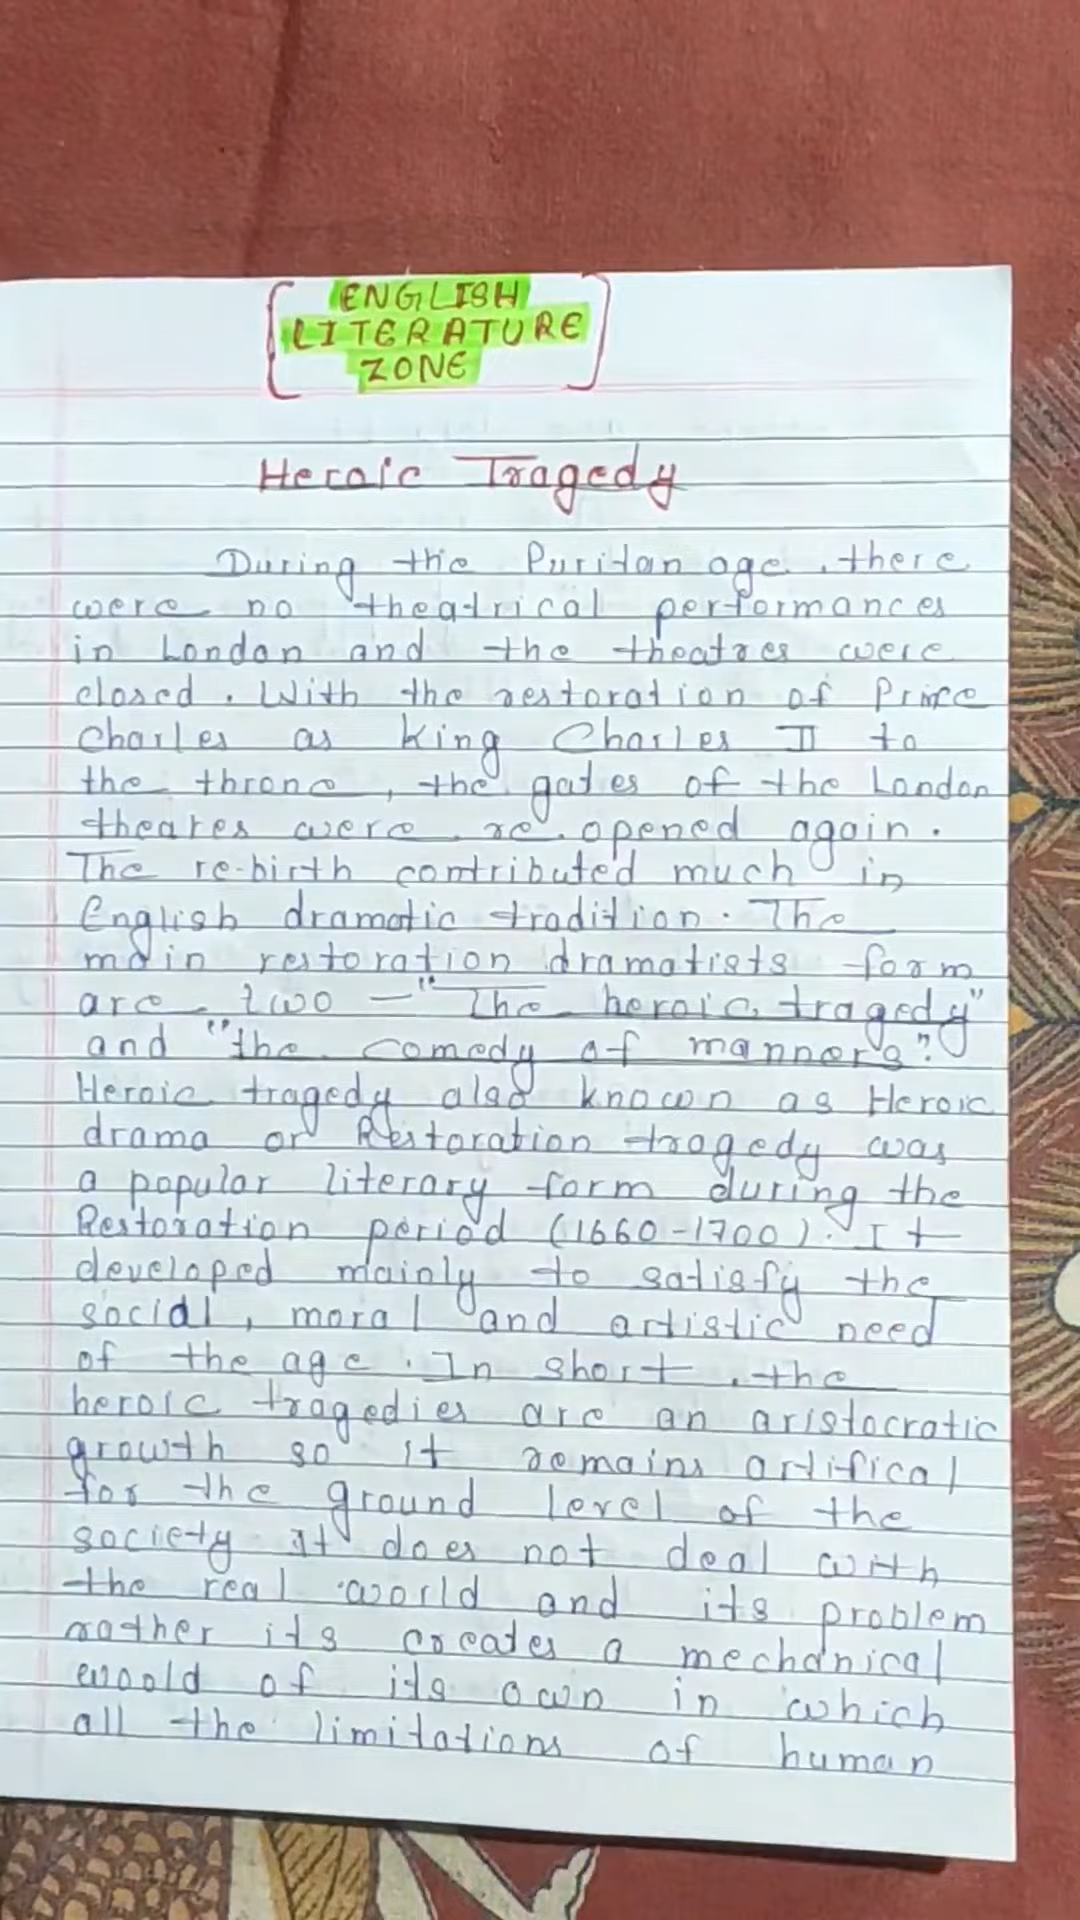 ENGLISH
LITERATURE
ZONE
Heroic Tragedy
During the Puritan age, there
were no theatrical performances
in London and the theatres were
closed. With the restoration of Prince
Charles as King Charles II to
the throne, the gates of the London
theares were re.opened again.
The re-birth contributed much in
English dramatic tradition. The
main restoration dramatists form
are two — "The heroic tragedy"
and "the comedy of manners".
Heroic tragedy also known as Heroic
drama or Restoration tragedy was
a popular literary form during the
Restoration period (1660-1700). It
developed mainly to satisfy the
social, moral and artistic need
of the age. In short, the
heroic tragedies are an aristocratic
growth so it remains artifical
for the ground level of the
society it does not deal with
the real world and its problem
rather its creates a mechanical
woold of its own in which
all the limitations of human